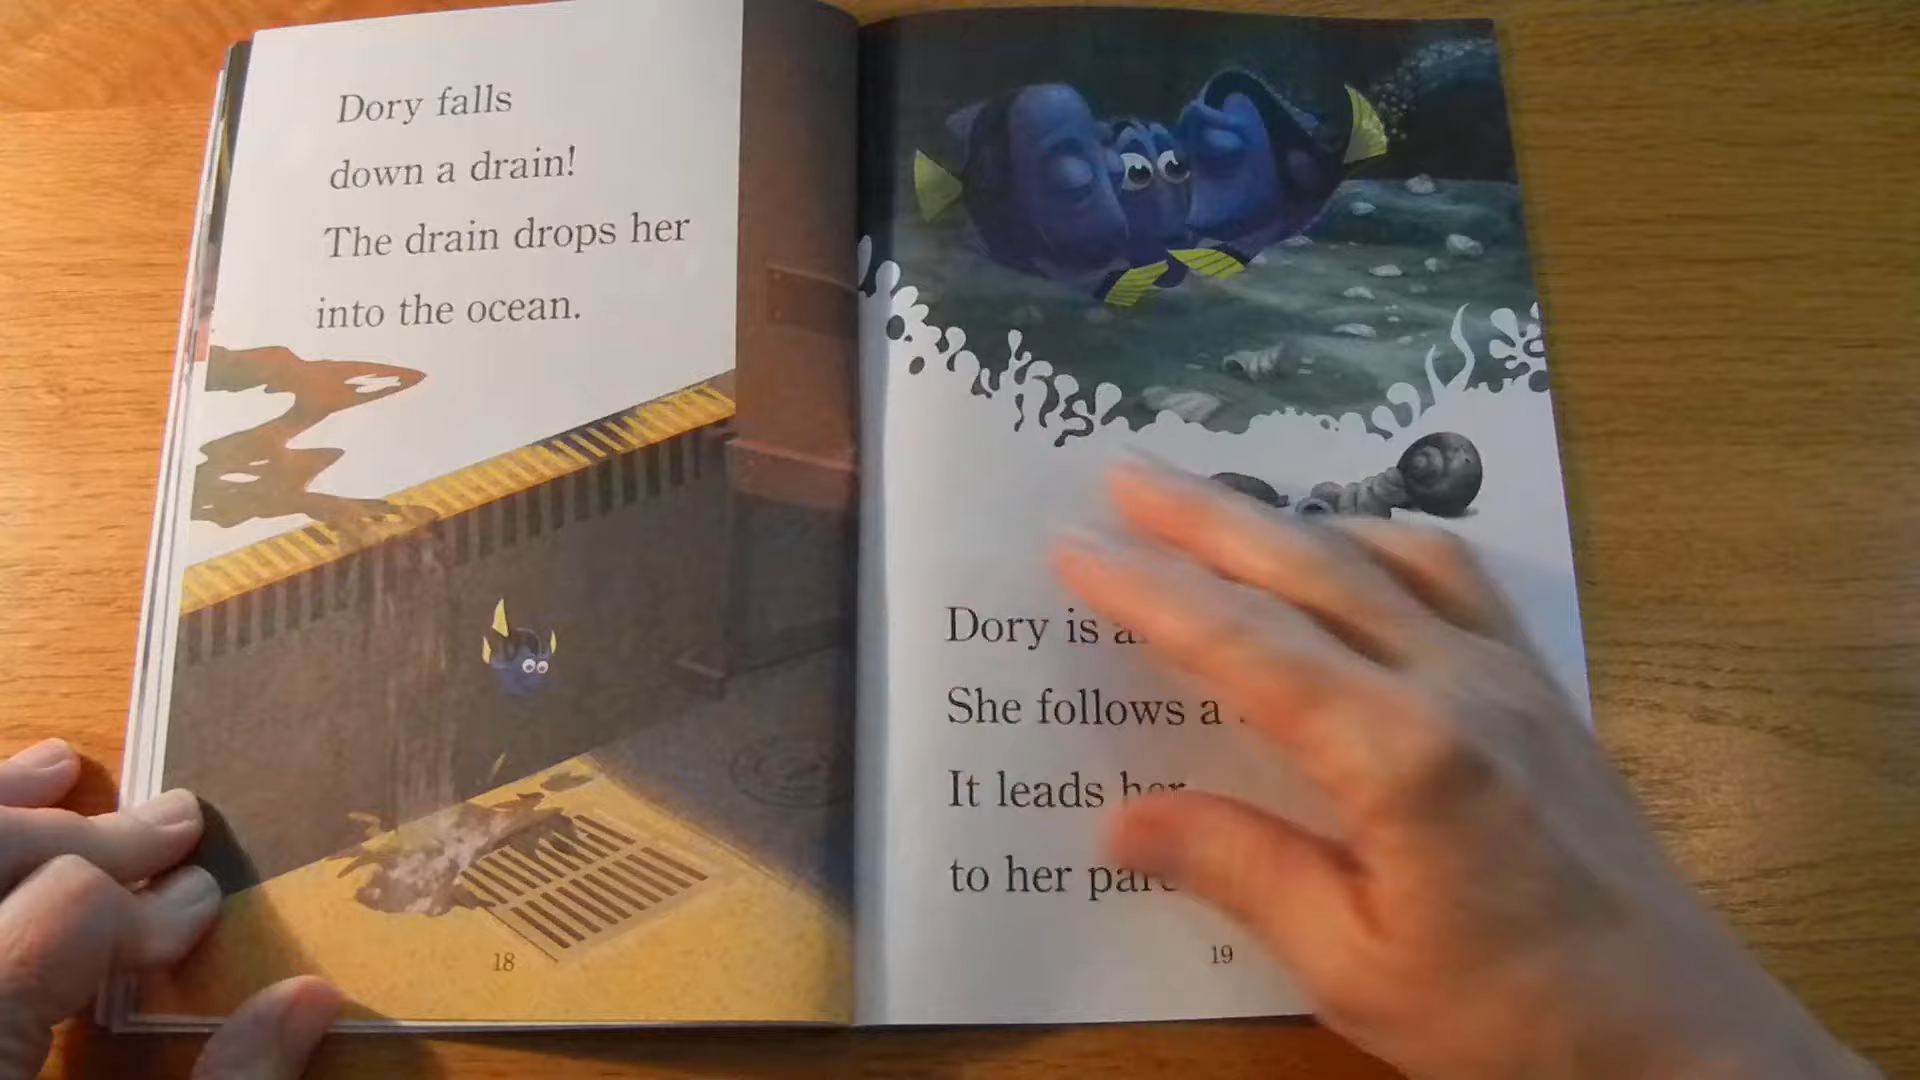 Dory falls
down a drain!
The drain drops her
into the ocean.
18
Dory is
She follows a
It leads her
to her
19